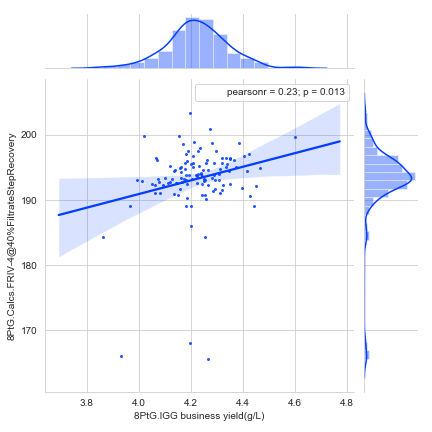 pearsonr = 0.23; p = 0.013
200
190
180
170
8PtG.Calcs.FRIV-4@40%FiltrateStepRecovery
3.8 4.0 4.2 4.4 4.6 4.8
8PtG.IGG business yield(g/L)